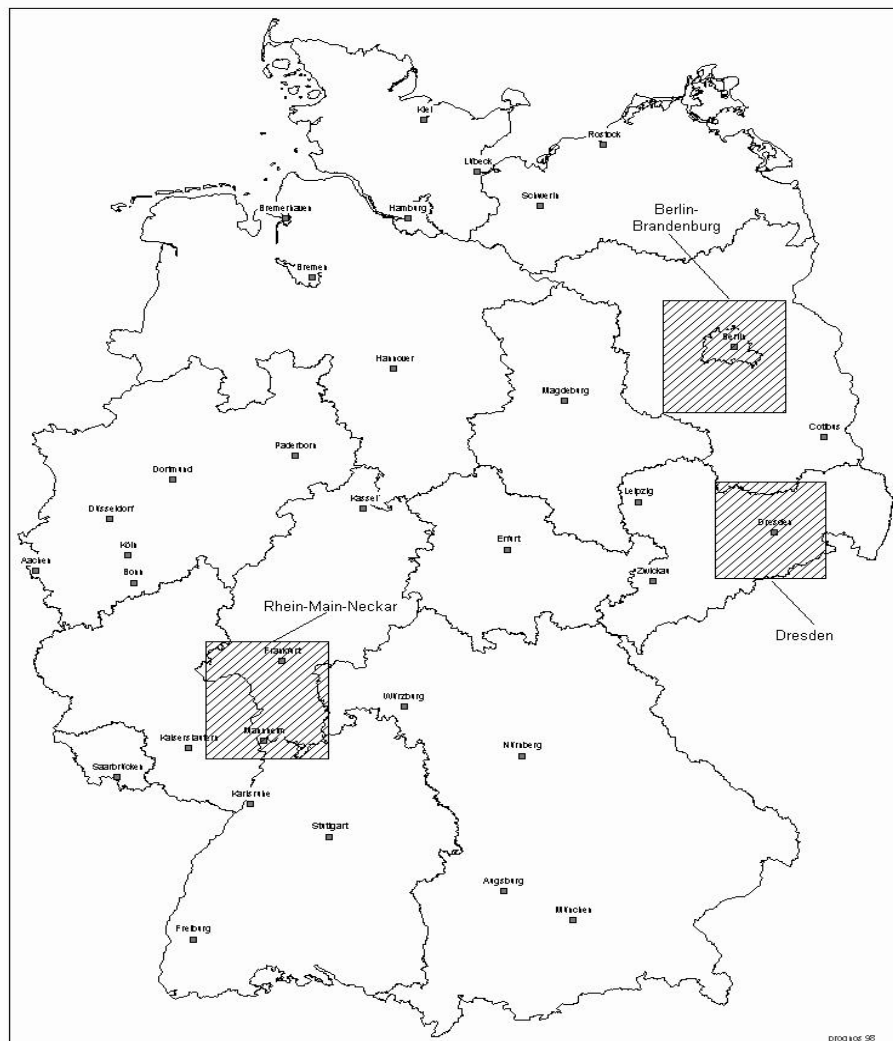 Kiel
Rostock
Lübeck
Schwerin
Bremerhaven
Hamburg
Berlin-
Brandenburg
Bremen
Berlin
Hannover
Magdeburg
Cottbus
Paderborn
Dortmund
Leipzig
Kassel
Düsseldorf
Dresden
Erfurt
Köln
Aachen
Bonn
Zwickau
Rhein-Main-Neckar
Dresden
Frankfurt
Würzburg
Mannheim
Kaiserslautern
Nürnberg
Saarbrücken
Karlsruhe
Stuttgart
Augsburg
München
Freiburg
prognos 98